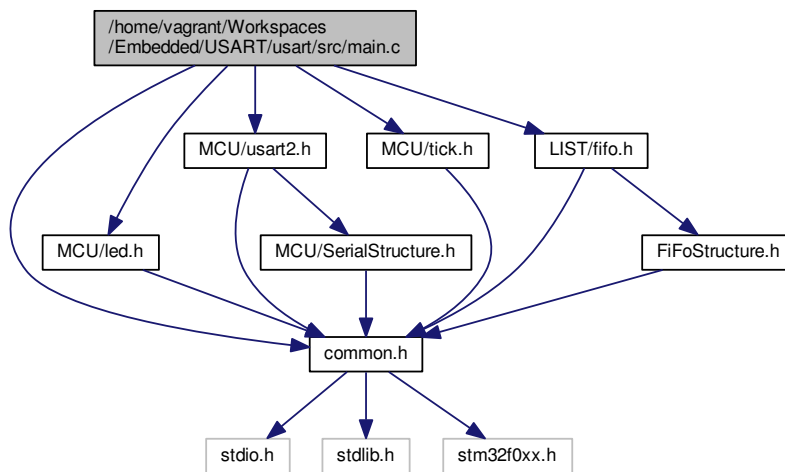 /home/vagrant/Workspaces
/Embedded/USART/usart/src/main.c
MCU/usart2.h
MCU/tick.h
LIST/fifo.h
MCU/led.h
MCU/SerialStructure.h
FiFoStructure.h
common.h
stdio.h
stdlib.h
stm32f0xx.h